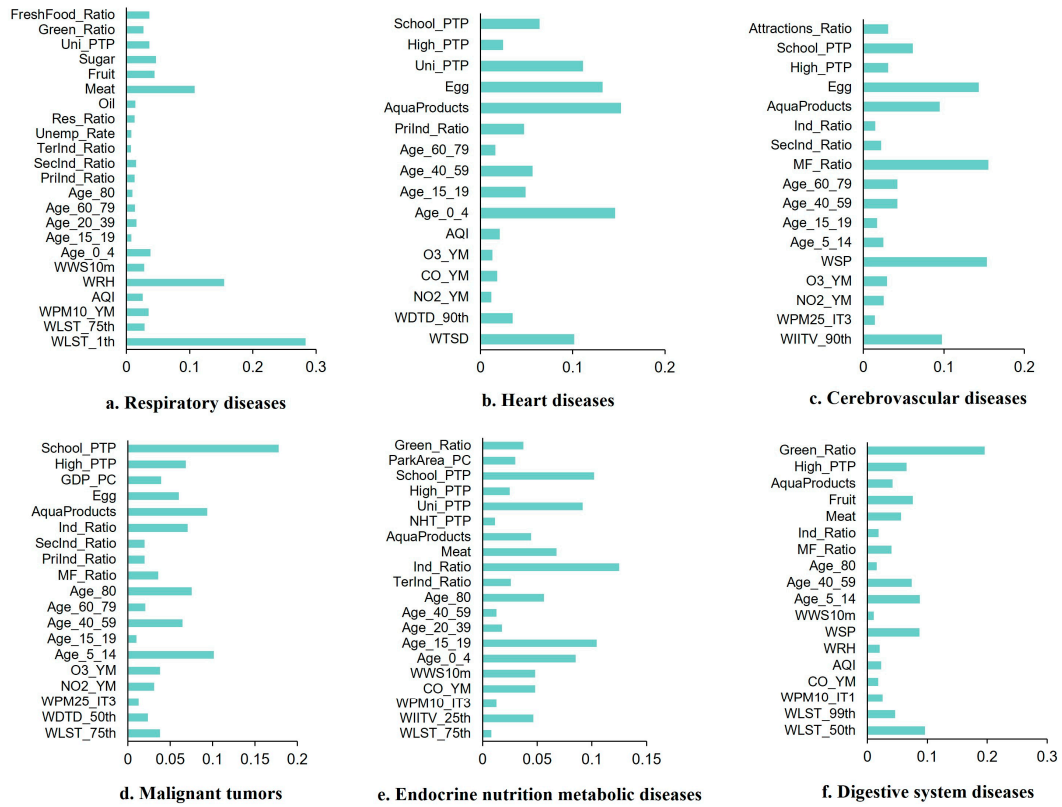 FreshFood_Ratio
Green_Ratio
Uni_PTP
Sugar
Fruit
Meat
Oil
Res_Ratio
Unemp_Rate
TerInd_Ratio
SecInd_Ratio
PriInd_Ratio
Age_80
Age_60_79
Age_20_39
Age_15_19
Age_0_4
WWS10m
WRH
AQI
WPM10_YM
WLST_75th
WLST_1th
0 0.1 0.2 0.3
a. Respiratory diseases
School_PTP
High_PTP
Uni_PTP
Egg
AquaProducts
PriInd_Ratio
Age_60_79
Age_40_59
Age_15_19
Age_0_4
AQI
O3_YM
CO_YM
NO2_YM
WDTD_90th
WTSD
0 0.1 0.2
b. Heart diseases
Attractions_Ratio
School_PTP
High_PTP
Egg
AquaProducts
Ind_Ratio
SecInd_Ratio
MF_Ratio
Age_60_79
Age_40_59
Age_15_19
Age_5_14
WSP
O3_YM
NO2_YM
WPM25_IT3
WIITV_90th
0 0.1 0.2
c. Cerebrovascular diseases
School_PTP
High_PTP
GDP_PC
Egg
AquaProducts
Ind_Ratio
SecInd_Ratio
PriInd_Ratio
MF_Ratio
Age_80
Age_60_79
Age_40_59
Age_15_19
Age_5_14
O3_YM
NO2_YM
WPM25_IT3
WDTD_50th
WLST_75th
0 0.05 0.1 0.15 0.2
d. Malignant tumors
Green_Ratio
ParkArea_PC
School_PTP
High_PTP
Uni_PTP
NHT_PTP
AquaProducts
Meat
Ind_Ratio
TerInd_Ratio
Age_80
Age_40_59
Age_20_39
Age_15_19
Age_0_4
WWS10m
CO_YM
WPM10_IT3
WIITV_25th
WLST_75th
0 0.05 0.1 0.15
e. Endocrine nutrition metabolic diseases
Green_Ratio
High_PTP
AquaProducts
Fruit
Meat
Ind_Ratio
MF_Ratio
Age_80
Age_40_59
Age_5_14
WWS10m
WSP
WRH
AQI
CO_YM
WPM10_IT1
WLST_99th
WLST_50th
0 0.1 0.2 0.3
f. Digestive system diseases